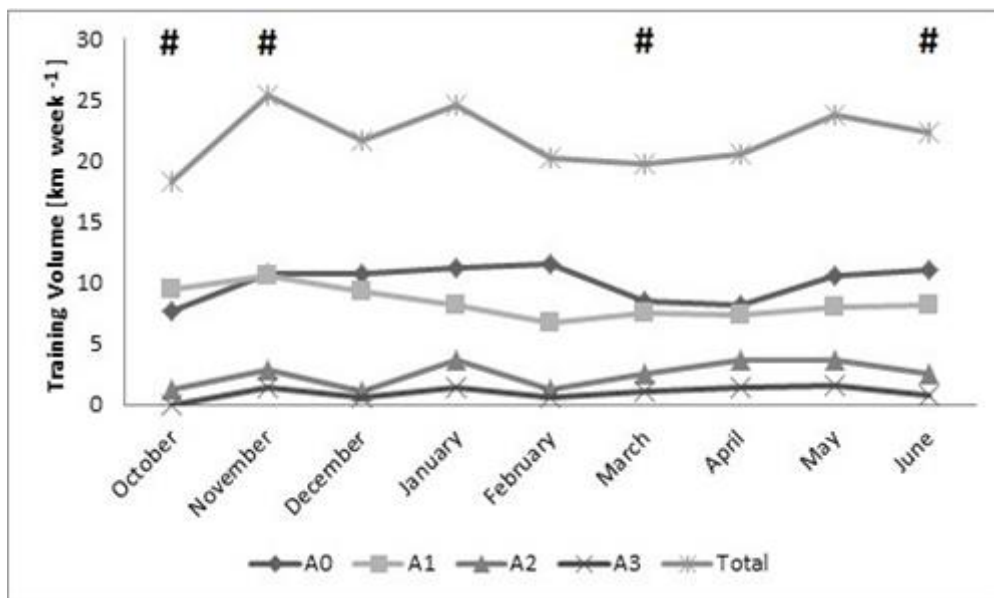 # # # #
Training Volume [km week -1]
30
25
20
15
10
5
0
October
November
December
January
February
March
April
May
June
A0 A1 A2 A3 Total